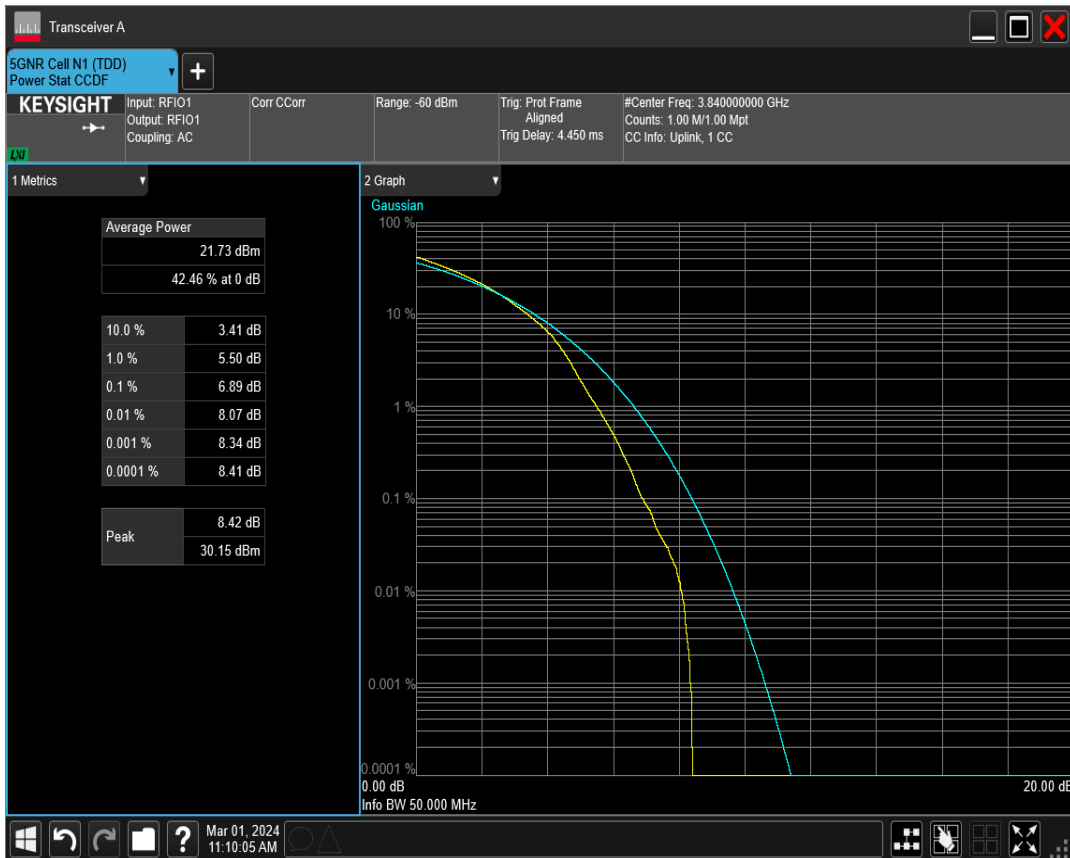 Transceiver A
5GNR Cell N1 (TDD)
Power Stat CCDF
+
KEYSIGHT
LXI
Input: RFIO1
Output: RFIO1
Coupling: AC
Corr CCorr
Range: -60 dBm
Trig: Prot Frame
Aligned
Trig Delay: 4.450 ms
#Center Freq: 3.840000000 GHz
Counts: 1.00 M/1.00 Mpt
CC Info: Uplink, 1 CC
1 Metrics
Average Power
21.73 dBm
42.46 % at 0 dB
10.0 % 3.41 dB
1.0 % 5.50 dB
0.1 % 6.89 dB
0.01 % 8.07 dB
0.001 % 8.34 dB
0.0001 % 8.41 dB
Peak
8.42 dB
30.15 dBm
2 Graph
Gaussian
100 %
10 %
1 %
0.1 %
0.01 %
0.001 %
0.0001 %
0.00 dB 20.00 dB
Info BW 50.000 MHz
?
Mar 01, 2024
11:10:05 AM